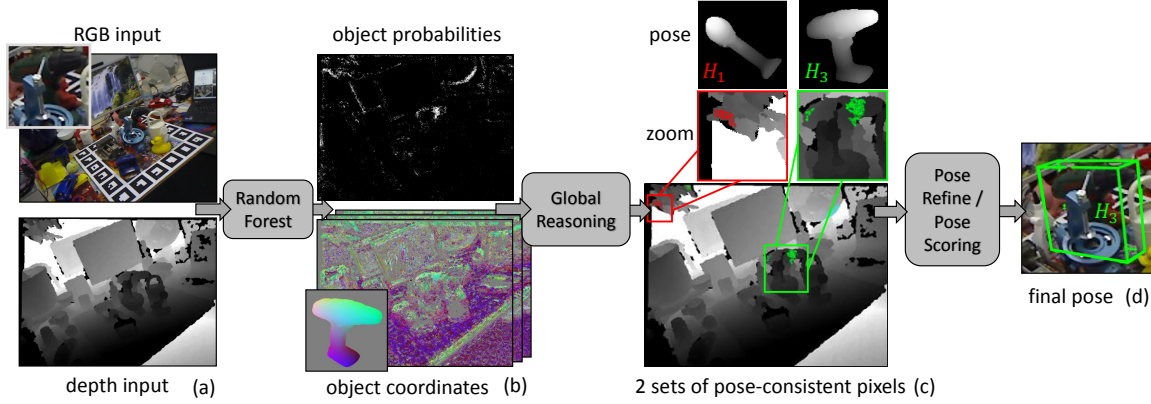 RGB input
object probabilities
pose
H1
H3
zoom
Random
Forest
Global
Reasoning
Pose
Refine /
Pose
Scoring
H3
final pose (d)
depth input (a)
object coordinates (b)
2 sets of pose-consistent pixels (c)